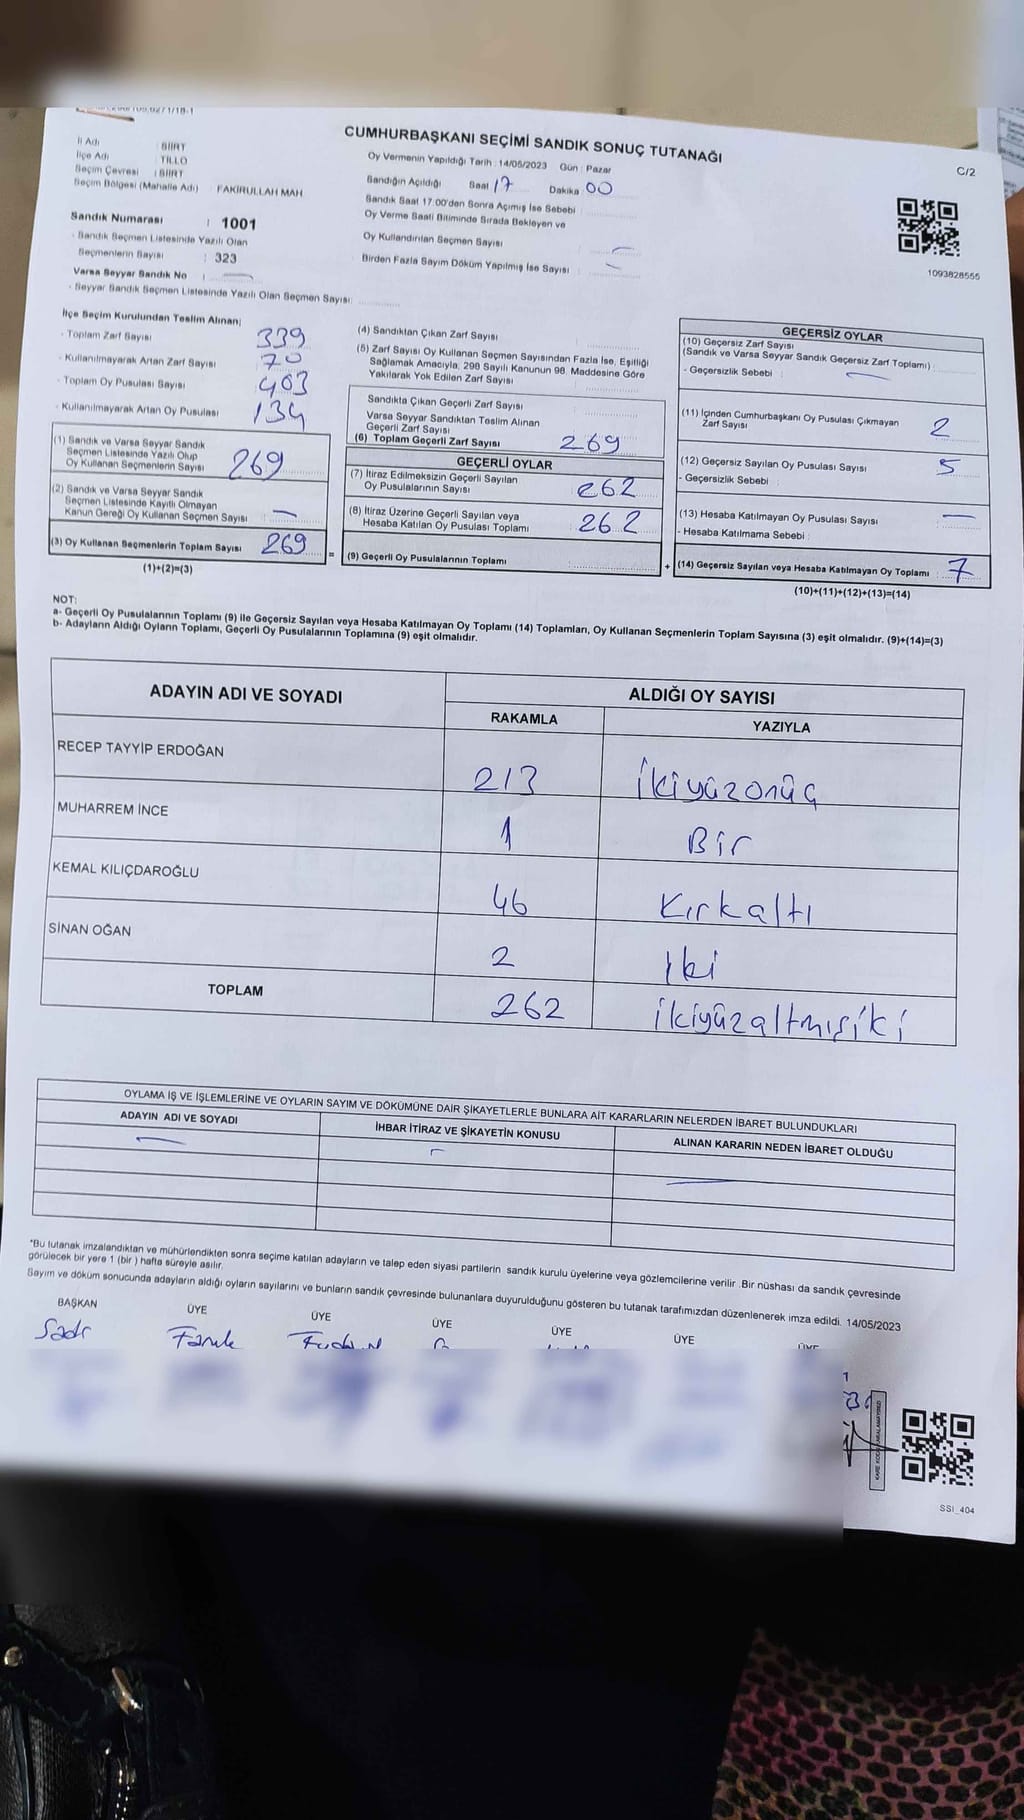 CUMHURBAŞKANI SEÇİMİ SANDIK SONUÇ TUTANAĞI
C/2
İl Adı : SİİRT
İlçe Adı : TİLLO
Seçim Çevresi : SİİRT
Seçim Bölgesi (Mahalle Adı) : FAKİRULLAH MAH.
Oy Vermenin Yapıldığı Tarih : 14/05/2023 Gün : Pazar
Sandığın Açıldığı Saat 17 Dakika 00
Sandık Saat 17:00'den Sonra Açımış İse Sebebi
Oy Verme Saati Bitiminde Sırada Bekleyen ve
Oy Kullandırılan Seçmen Sayısı —
Birden Fazla Sayım Döküm Yapılmış İse Sayısı —
1093828555
Sandık Numarası : 1001
- Sandık Seçmen Listesinde Yazılı Olan
Seçmenlerin Sayısı : 323
Varsa Seyyar Sandık No : —
- Seyyar Sandık Seçmen Listesinde Yazılı Olan Seçmen Sayısı:
İlçe Seçim Kurulundan Teslim Alınan;
- Toplam Zarf Sayısı 339
- Kullanılmayarak Artan Zarf Sayısı 70
- Toplam Oy Pusulası Sayısı 403
- Kullanılmayarak Artan Oy Pusulası 134
(1) Sandık ve Varsa Seyyar Sandık
Seçmen Listesinde Yazılı Olup
Oy Kullanan Seçmenlerin Sayısı 269
(2) Sandık ve Varsa Seyyar Sandık
Seçmen Listesinde Kayıtlı Olmayan
Kanun Gereği Oy Kullanan Seçmen Sayısı —
(3) Oy Kullanan Seçmenlerin Toplam Sayısı 269
(1)+(2)=(3)
=
(4) Sandıktan Çıkan Zarf Sayısı
(5) Zarf Sayısı Oy Kullanan Seçmen Sayısından Fazla İse, Eşitliği
Sağlamak Amacıyla, 298 Sayılı Kanunun 98. Maddesine Göre
Yakılarak Yok Edilen Zarf Sayısı
Sandıkta Çıkan Geçerli Zarf Sayısı
Varsa Seyyar Sandıktan Teslim Alınan
Geçerli Zarf Sayısı
(6) Toplam Geçerli Zarf Sayısı 269
GEÇERLİ OYLAR
(7) İtiraz Edilmeksizin Geçerli Sayılan
Oy Pusulalarının Sayısı 262
(8) İtiraz Üzerine Geçerli Sayılan veya
Hesaba Katılan Oy Pusulası Toplamı 262
(9) Geçerli Oy Pusulalarının Toplamı
+
GEÇERSİZ OYLAR
(10) Geçersiz Zarf Sayısı
(Sandık ve Varsa Seyyar Sandık Geçersiz Zarf Toplamı) :
- Geçersizlik Sebebi : —
(11) İçinden Cumhurbaşkanı Oy Pusulası Çıkmayan
Zarf Sayısı 2
(12) Geçersiz Sayılan Oy Pusulası Sayısı 5
- Geçersizlik Sebebi :
(13) Hesaba Katılmayan Oy Pusulası Sayısı —
- Hesaba Katılmama Sebebi :
(14) Geçersiz Sayılan veya Hesaba Katılmayan Oy Toplamı : 7
(10)+(11)+(12)+(13)=(14)
NOT:
a- Geçerli Oy Pusulalarının Toplamı (9) ile Geçersiz Sayılan veya Hesaba Katılmayan Oy Toplamı (14) Toplamları, Oy Kullanan Seçmenlerin Toplam Sayısına (3) eşit olmalıdır. (9)+(14)=(3)
b- Adayların Aldığı Oyların Toplamı, Geçerli Oy Pusulalarının Toplamına (9) eşit olmalıdır.
ADAYIN ADI VE SOYADI ALDIĞI OY SAYISI
RAKAMLA YAZIYLA
RECEP TAYYİP ERDOĞAN 213 ikiyüzonüç
MUHARREM İNCE 1 Bir
KEMAL KILIÇDAROĞLU 46 Kırkaltı
SİNAN OĞAN 2 iki
TOPLAM 262 ikiyüzaltmışiki
OYLAMA İŞ VE İŞLEMLERİNE VE OYLARIN SAYIM VE DÖKÜMÜNE DAİR ŞİKAYETLERLE BUNLARA AİT KARARLARIN NELERDEN İBARET BULUNDUKLARI
ADAYIN ADI VE SOYADI İHBAR İTİRAZ VE ŞİKAYETİN KONUSU ALINAN KARARIN NEDEN İBARET OLDUĞU
*Bu tutanak imzalandıktan ve mühürlendikten sonra seçime katılan adayların ve talep eden siyasi partilerin sandık kurulu üyelerine veya gözlemcilerine verilir .Bir nüshası da sandık çevresinde
görülecek bir yere 1 (bir ) hafta süreyle asılır.
Sayım ve döküm sonucunda adayların aldığı oyların sayılarını ve bunların sandık çevresinde bulunanlara duyurulduğunu gösteren bu tutanak tarafımızdan düzenlenerek imza edildi. 14/05/2023
BAŞKAN ÜYE ÜYE ÜYE ÜYE ÜYE ÜYE
SSI_404